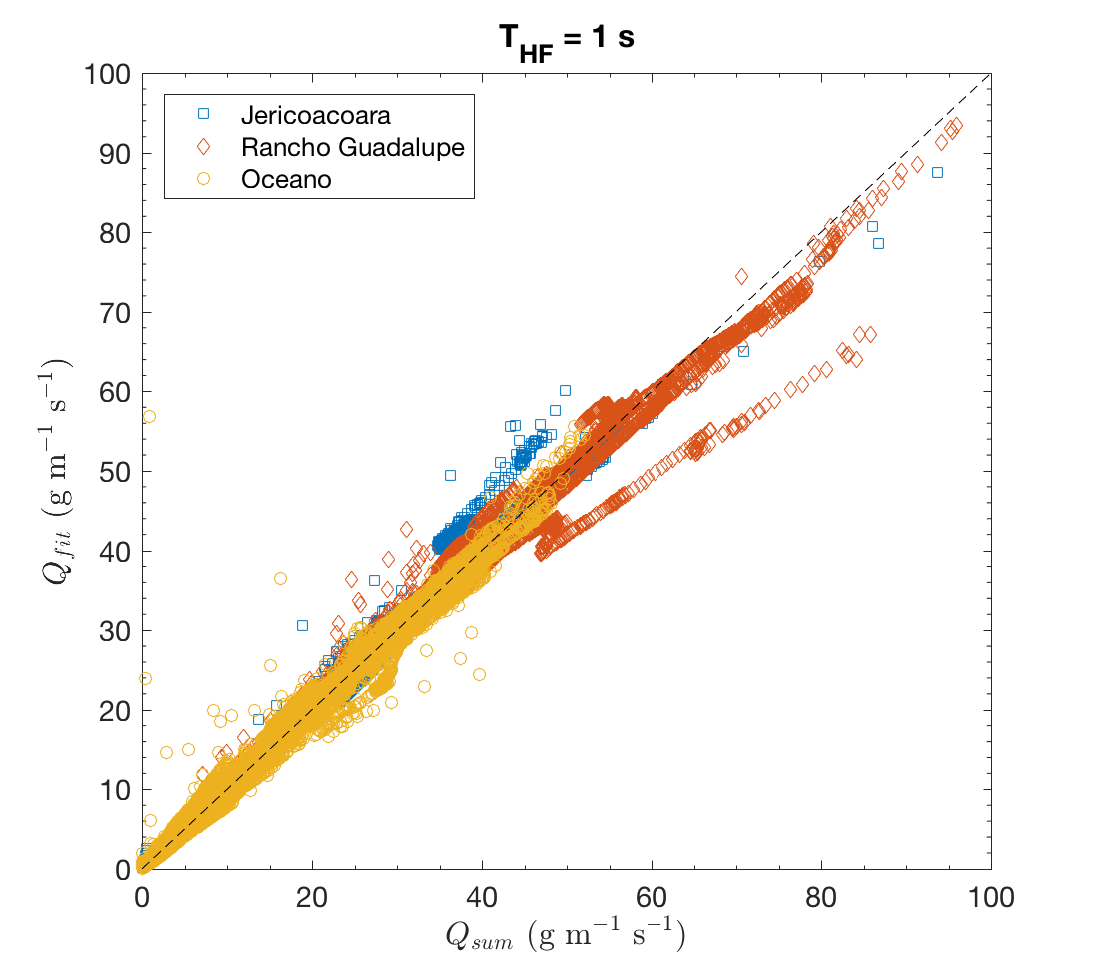 T_HF = 1 s
Jericoacoara
Rancho Guadalupe
Oceano
100
90
80
70
60
50
40
30
20
10
0
Q_fit (g m⁻¹ s⁻¹)
0 20 40 60 80 100
Q_sum (g m⁻¹ s⁻¹)